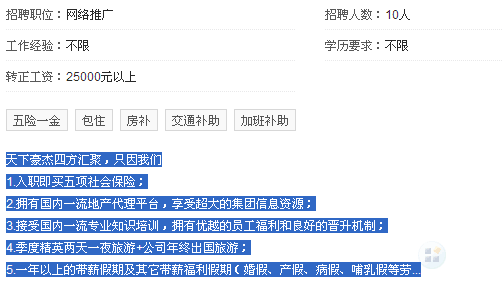 招聘职位：网络推广 招聘人数：10人
工作经验：不限 学历要求：不限
转正工资：25000元以上
五险一金 包住 房补 交通补助 加班补助
天下豪杰四方汇聚，只因我们
1.入职即买五项社会保险；
2.拥有国内一流地产代理平台，享受超大的集团信息资源；
3.接受国内一流专业知识培训，拥有优越的员工福利和良好的晋升机制；
4.季度精英两天一夜旅游+公司年终出国旅游；
5.一年以上的带薪假期及其它带薪福利假期（婚假、产假、病假、哺乳假等劳...